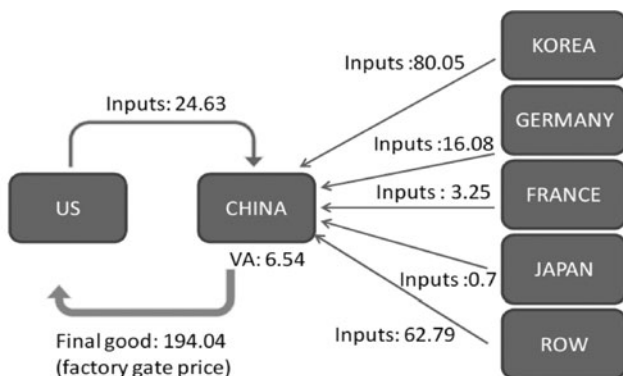 KOREA
Inputs :80.05
Inputs: 24.63
GERMANY
Inputs :16.08
US
CHINA
Inputs : 3.25
FRANCE
VA: 6.54
JAPAN
Inputs :0.7
Final good: 194.04
(factory gate price)
Inputs: 62.79
ROW